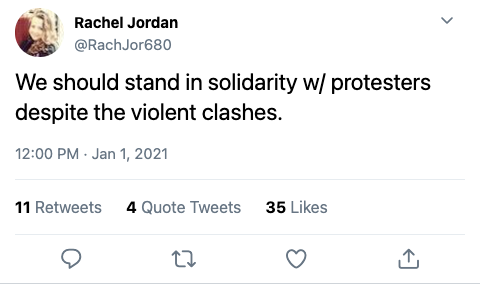 Rachel Jordan
@RachJor680
We should stand in solidarity w/ protesters
despite the violent clashes.
12:00 PM · Jan 1, 2021
11 Retweets 4 Quote Tweets 35 Likes